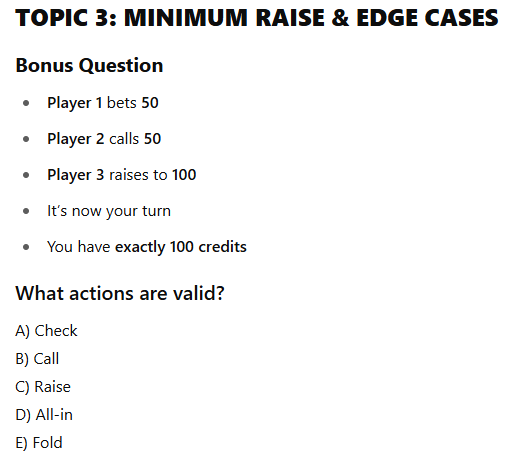 TOPIC 3: MINIMUM RAISE & EDGE CASES
Bonus Question
• Player 1 bets 50
• Player 2 calls 50
• Player 3 raises to 100
• It's now your turn
• You have exactly 100 credits
What actions are valid?
A) Check
B) Call
C) Raise
D) All-in
E) Fold